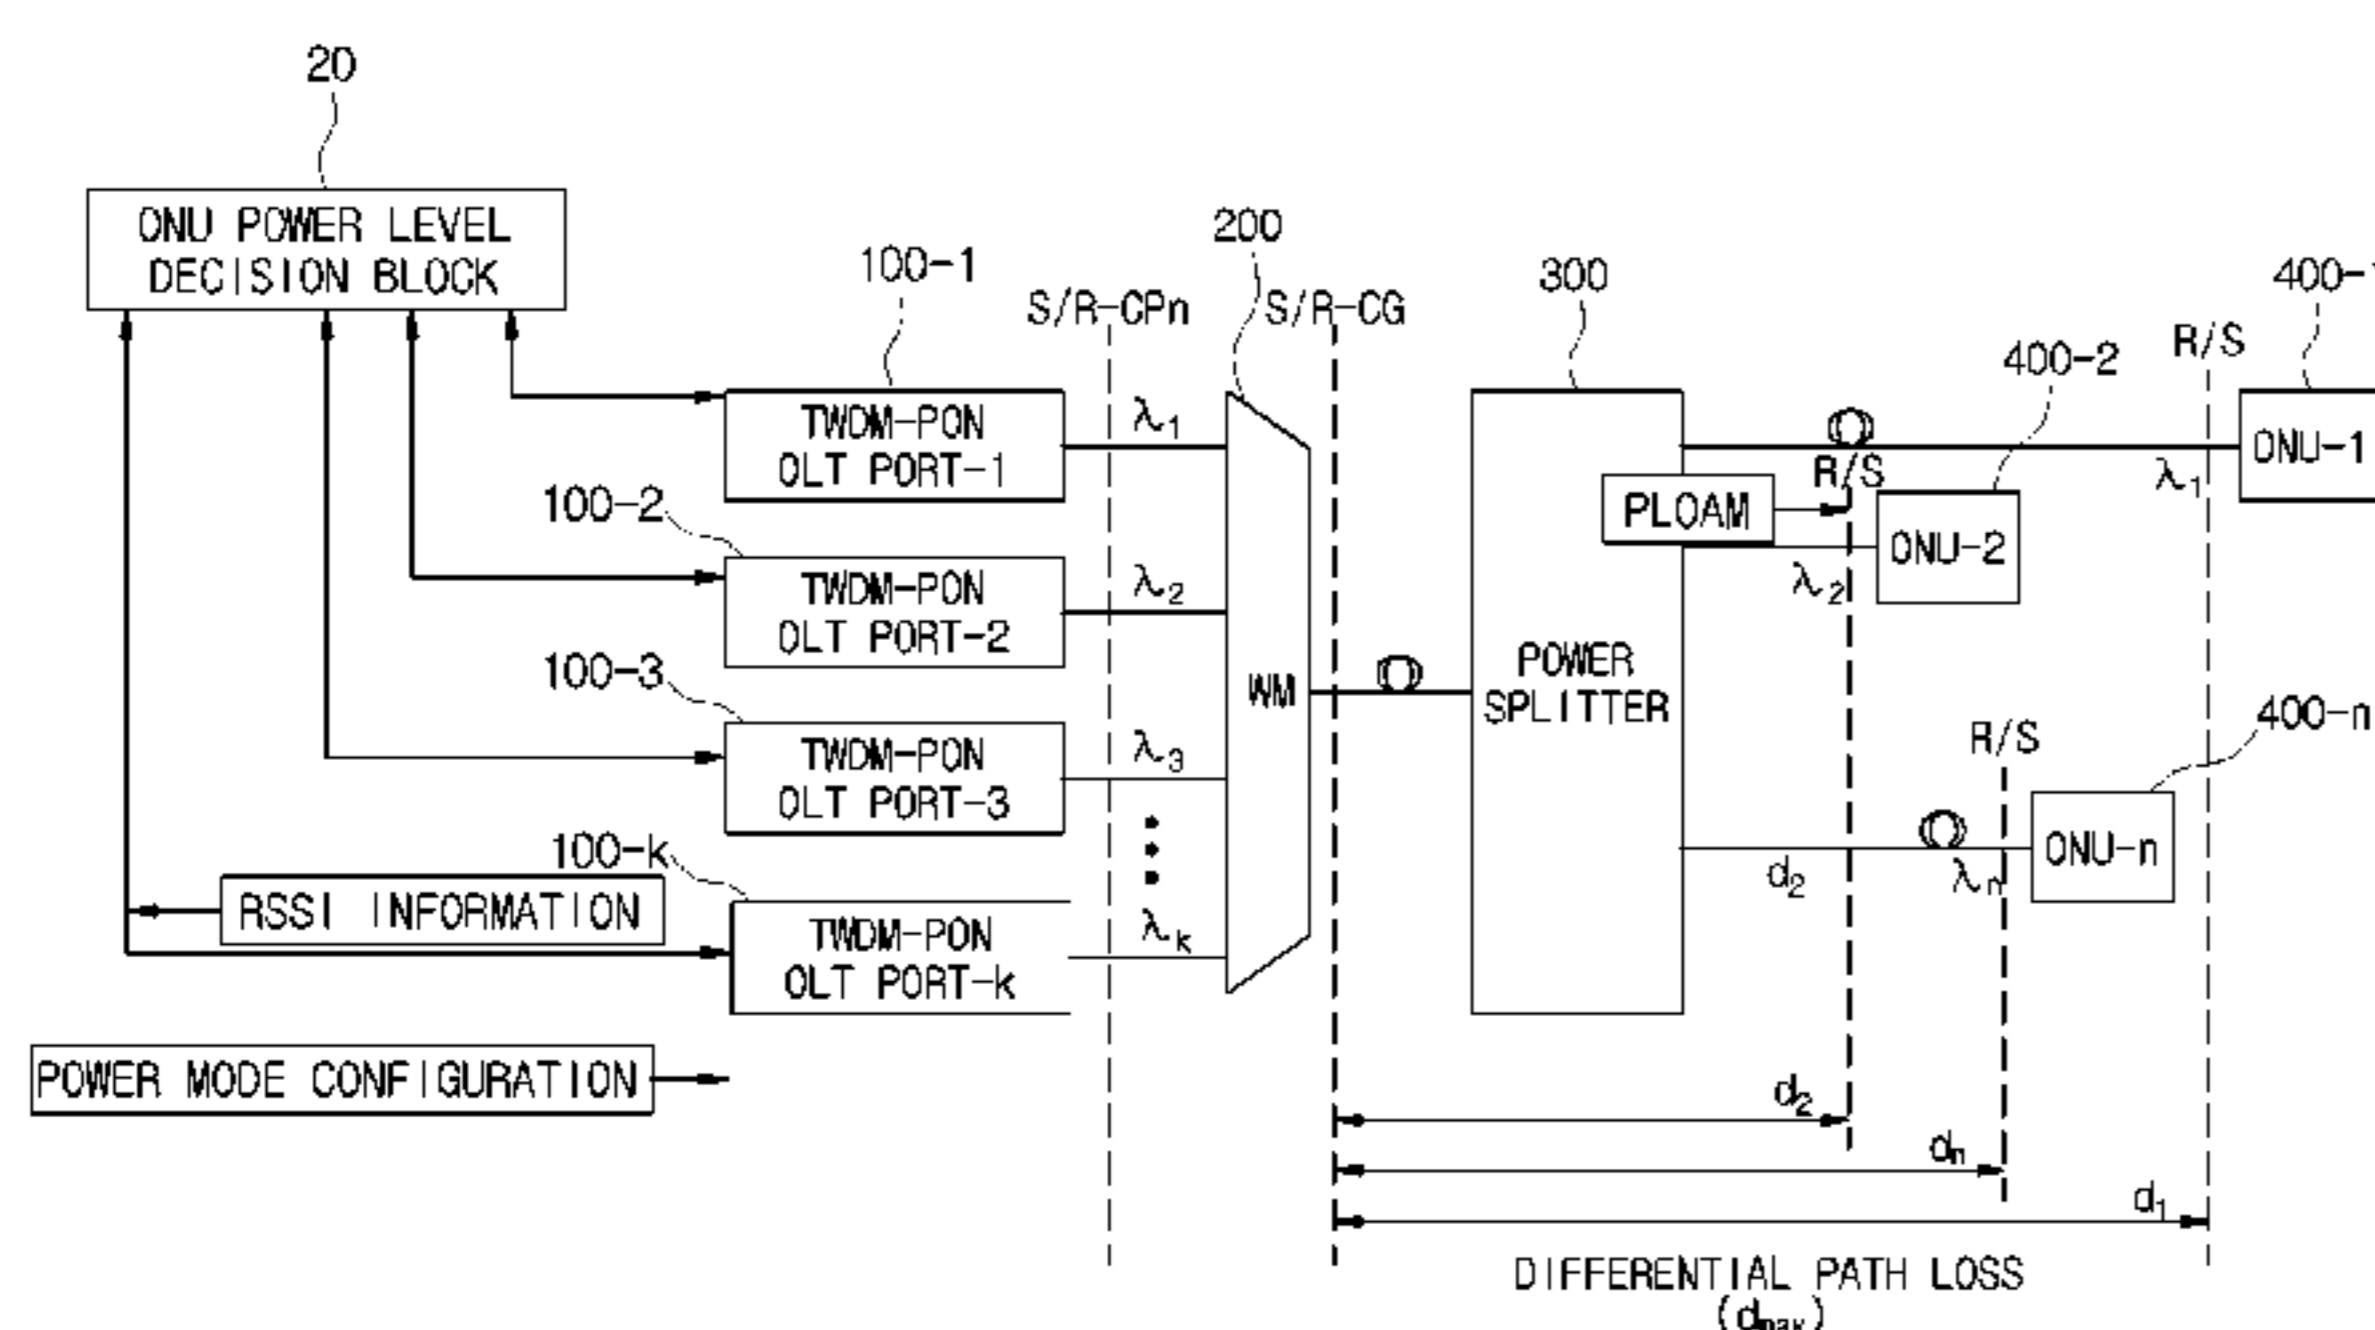 20
ONU POWER LEVEL
DECISION BLOCK
100-1
S/R-CPn
200
S/R-CG
300
400-1
R/S
400-2
TWDM-PON
OLT PORT-1
λ1
R/S
λ1
ONU-1
100-2
PLOAM
ONU-2
TWDM-PON
OLT PORT-2
λ2
λ2
100-3
WM
POWER
SPLITTER
R/S
400-n
TWDM-PON
OLT PORT-3
λ3
100-k
d2
λn
ONU-n
RSSI INFORMATION
TWDM-PON
OLT PORT-k
λk
POWER MODE CONFIGURATION
d2
dn
d1
DIFFERENTIAL PATH LOSS
(dmax)